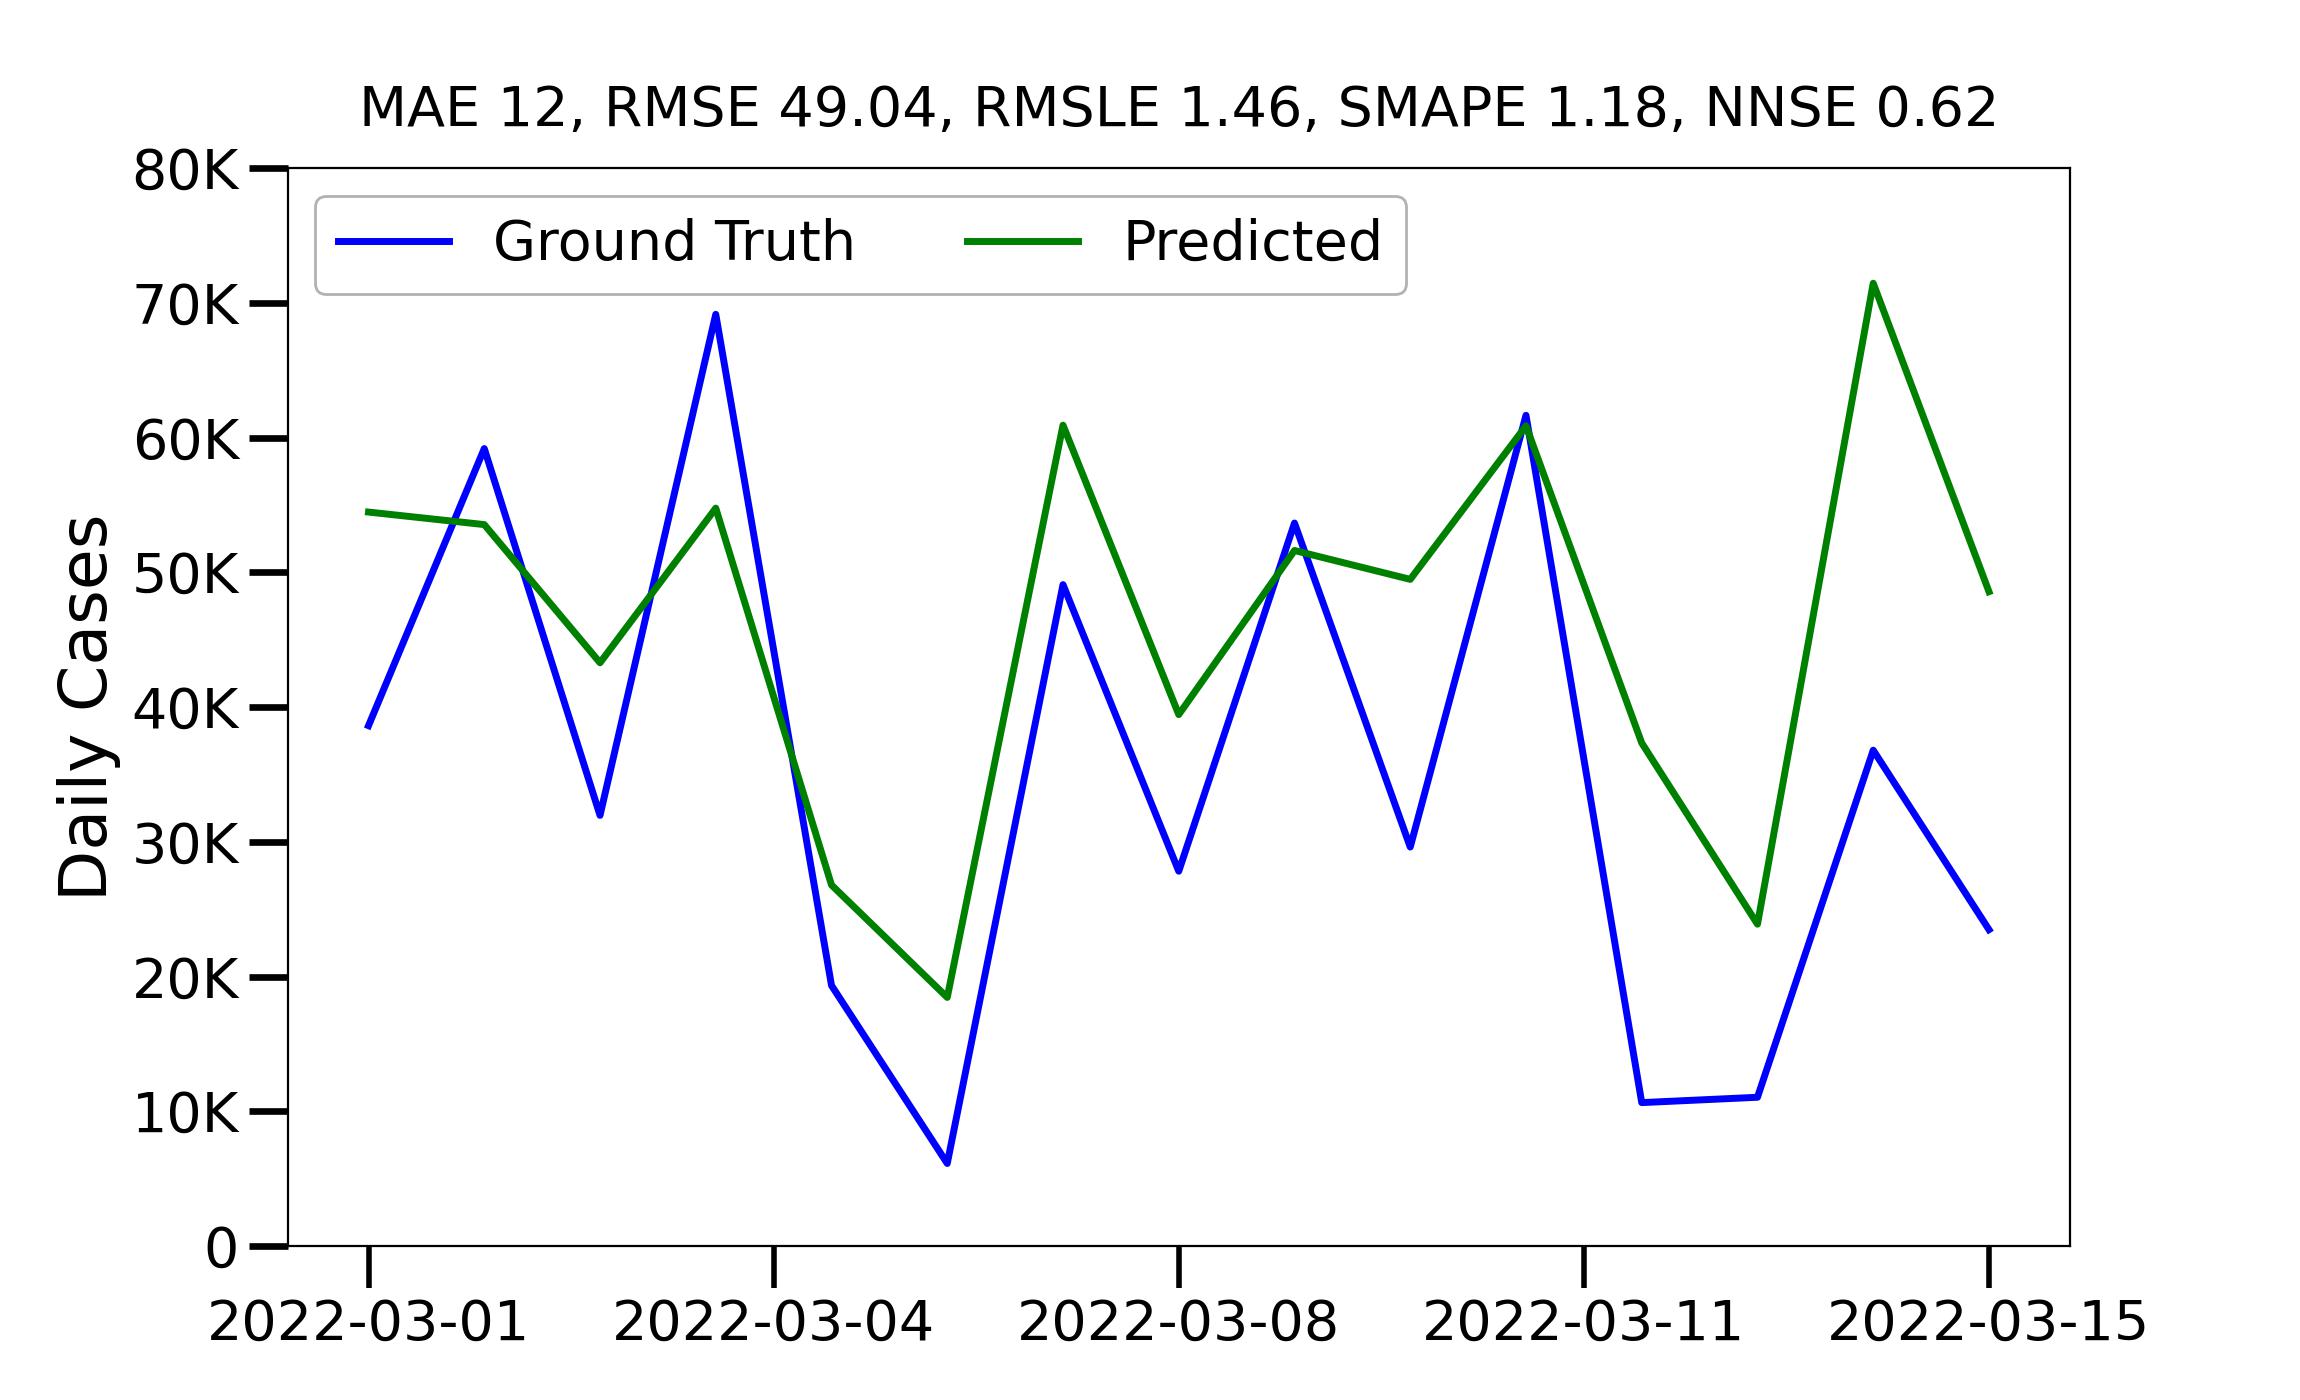 MAE 12, RMSE 49.04, RMSLE 1.46, SMAPE 1.18, NNSE 0.62
Ground Truth Predicted
Daily Cases
80K
70K
60K
50K
40K
30K
20K
10K
0
2022-03-01 2022-03-04 2022-03-08 2022-03-11 2022-03-15